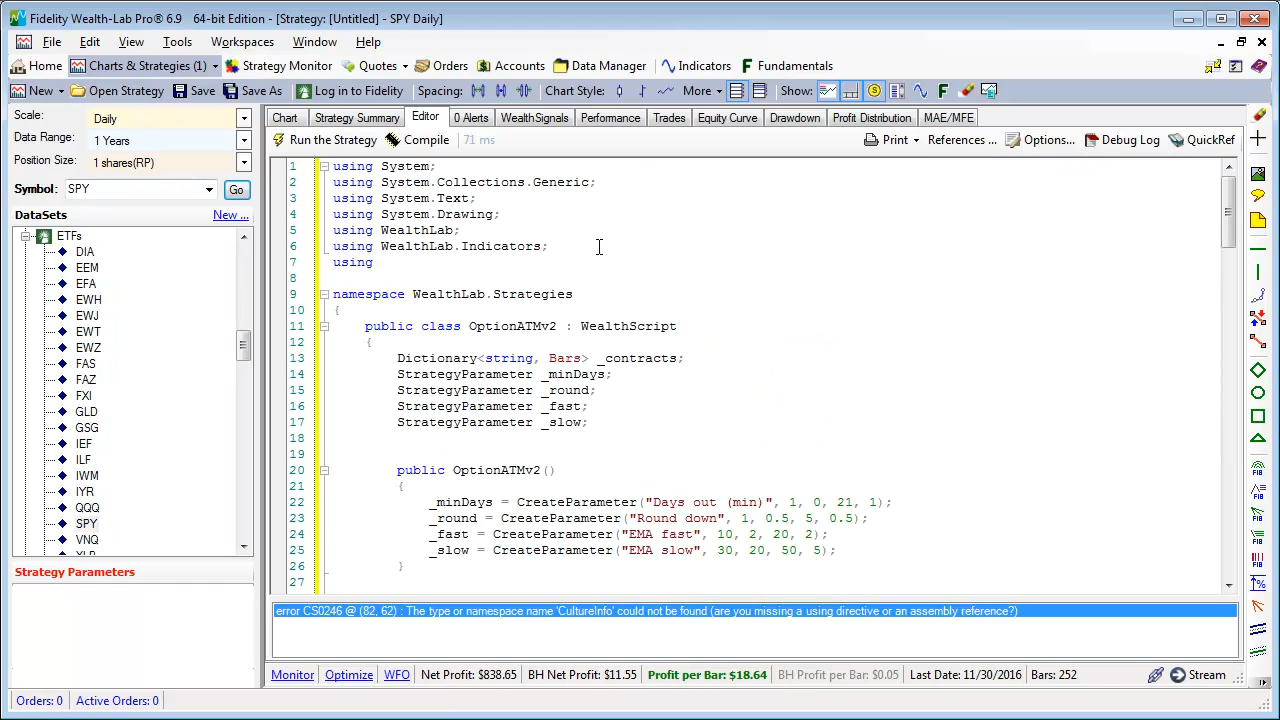 Fidelity Wealth-Lab Pro® 6.9   64-bit Edition - [Strategy: [Untitled] - SPY Daily]
File Edit View Tools Workspaces Window Help
Home Charts & Strategies (1) Strategy Monitor Quotes Orders Accounts Data Manager Indicators Fundamentals
New Open Strategy Save Save As Log in to Fidelity Spacing: Chart Style: More Show:
Scale: Daily
Data Range: 1 Years
Position Size: 1 shares(RP)
Symbol: SPY Go
DataSets New ...
ETFs
DIA
EEM
EFA
EWH
EWJ
EWT
EWZ
FAS
FAZ
FXI
GLD
GSG
IEF
ILF
IWM
IYR
QQQ
SPY
VNQ
Strategy Parameters
Chart Strategy Summary Editor 0 Alerts WealthSignals Performance Trades Equity Curve Drawdown Profit Distribution MAE/MFE
Run the Strategy Compile 71 ms Print References ... Options... Debug Log QuickRef
1 using System;
2 using System.Collections.Generic;
3 using System.Text;
4 using System.Drawing;
5 using WealthLab;
6 using WealthLab.Indicators;
7 using
8
9 namespace WealthLab.Strategies
10 {
11 public class OptionATMv2 : WealthScript
12 {
13 Dictionary<string, Bars> _contracts;
14 StrategyParameter _minDays;
15 StrategyParameter _round;
16 StrategyParameter _fast;
17 StrategyParameter _slow;
18
20 public OptionATMv2()
21 {
22 _minDays = CreateParameter("Days out (min)", 1, 0, 21, 1);
23 _round = CreateParameter("Round down", 1, 0.5, 5, 0.5);
24 _fast = CreateParameter("EMA fast", 10, 2, 20, 2);
25 _slow = CreateParameter("EMA slow", 30, 20, 50, 5);
26 }
27
error CS0246 @ (82, 62) : The type or namespace name 'CultureInfo' could not be found (are you missing a using directive or an assembly reference?)
Monitor Optimize WFO Net Profit: $838.65 BH Net Profit: $11.55 Profit per Bar: $18.64 BH Profit per Bar: $0.05 Last Date: 11/30/2016 Bars: 252 Stream
Orders: 0 Active Orders: 0